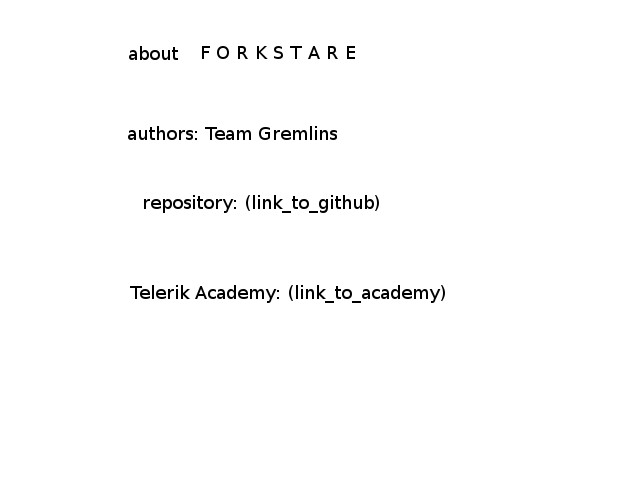 about F O R K S T A R E
authors: Team Gremlins
repository: (link_to_github)
Telerik Academy: (link_to_academy)